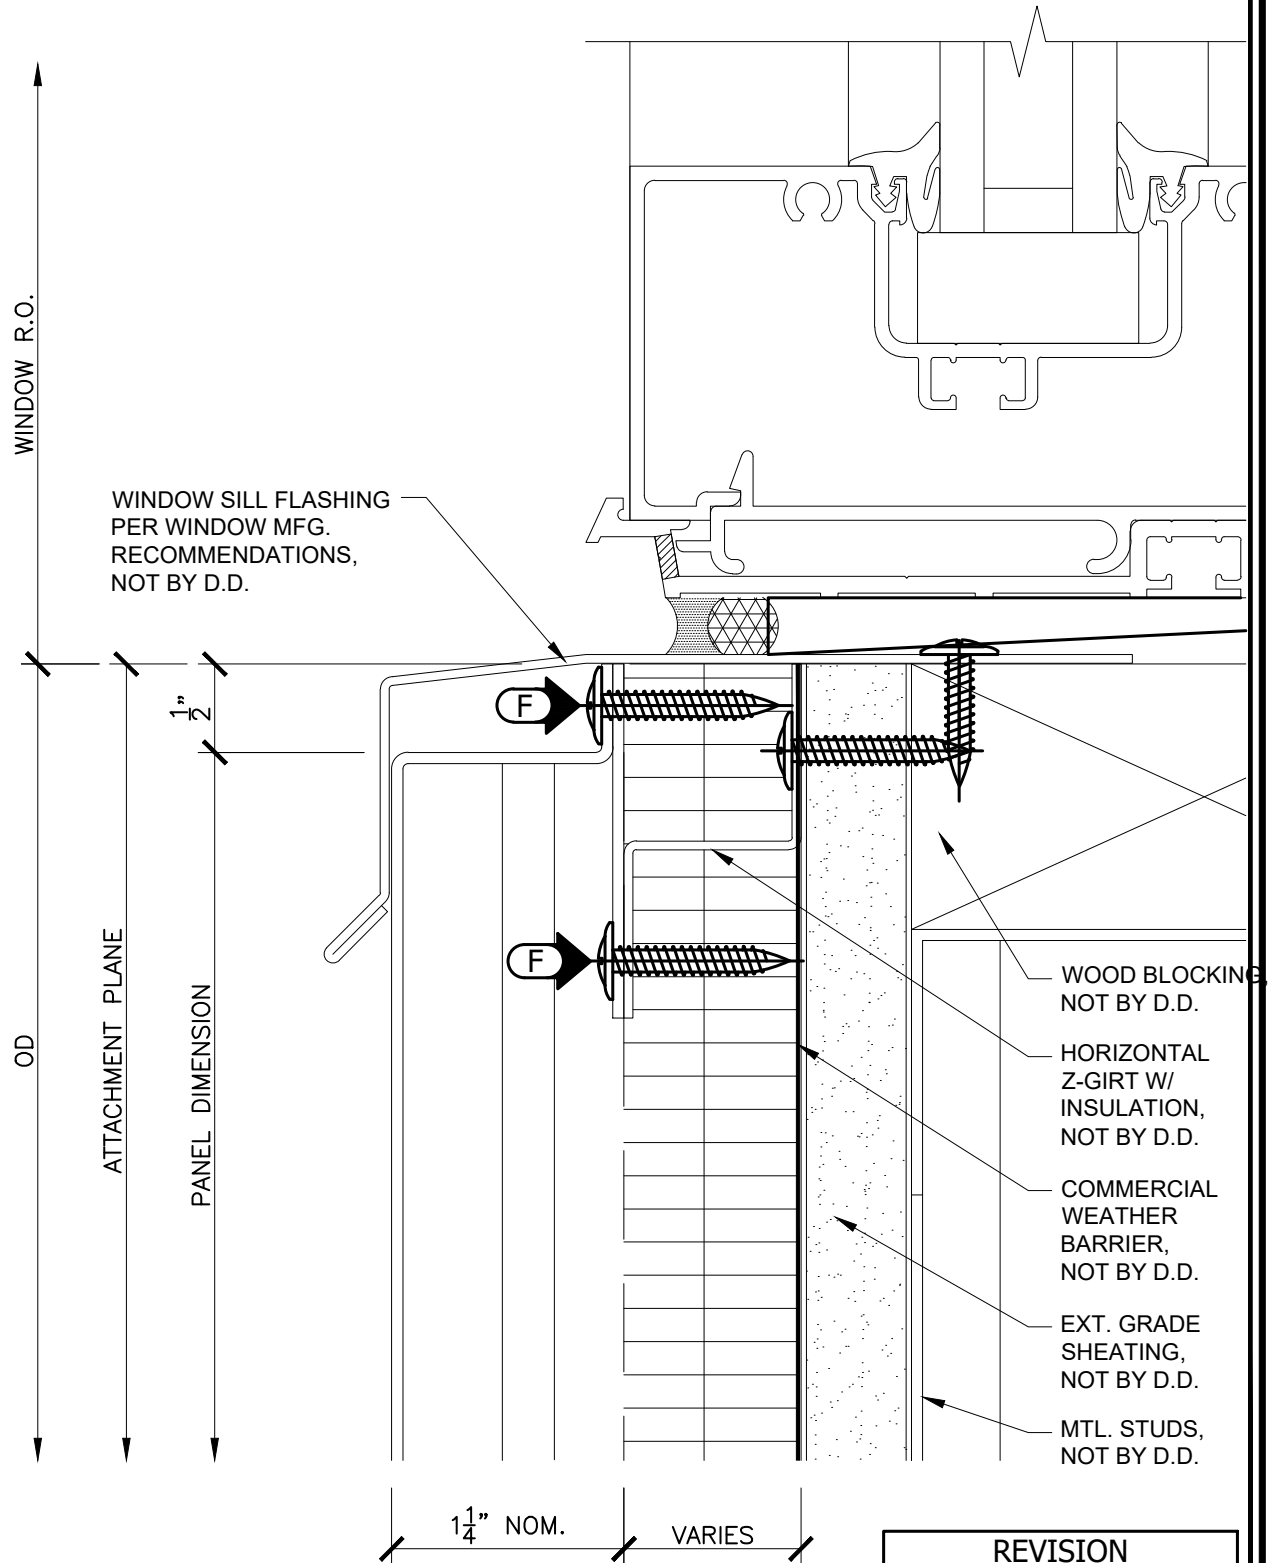 WINDOW R.O.
WINDOW SILL FLASHING
PER WINDOW MFG.
RECOMMENDATIONS,
NOT BY D.D.
1"
2
F
F
OD
ATTACHMENT PLANE
PANEL DIMENSION
WOOD BLOCKING,
NOT BY D.D.
HORIZONTAL
Z-GIRT W/
INSULATION,
NOT BY D.D.
COMMERCIAL
WEATHER
BARRIER,
NOT BY D.D.
EXT. GRADE
SHEATING,
NOT BY D.D.
MTL. STUDS,
NOT BY D.D.
1 1/4" NOM.
VARIES
REVISION